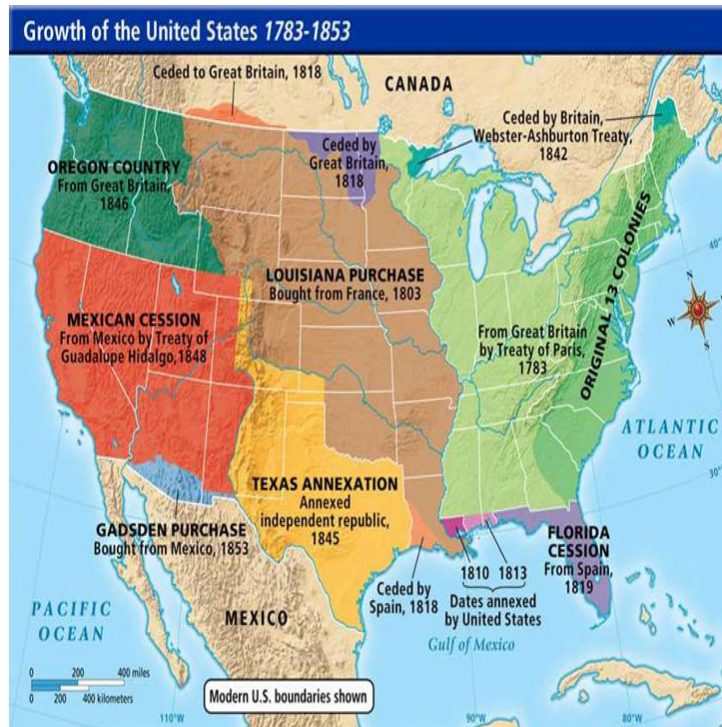 Growth of the United States 1783-1853
Ceded to Great Britain, 1818
CANADA
Ceded by Britain,
Webster-Ashburton Treaty,
1842
OREGON COUNTRY
From Great Britain,
1846
Ceded by
Great Britain,
1818
LOUISIANA PURCHASE
Bought from France, 1803
ORIGINAL 13 COLONIES
40°
N
W
E
S
MEXICAN CESSION
From Mexico by Treaty of
Guadalupe Hidalgo, 1848
From Great Britain
by Treaty of Paris,
1783
ATLANTIC
OCEAN
30°
TEXAS ANNEXATION
Annexed
independent republic,
1845
GADSDEN PURCHASE
Bought from Mexico, 1853
FLORIDA
CESSION
From Spain,
1819
1810
1813
Dates annexed
by United States
Ceded by
Spain, 1818
PACIFIC
OCEAN
MEXICO
Gulf of Mexico
0 200 400 miles
0 200 400 kilometers
Modern U.S. boundaries shown
110°W
90°W
80°W